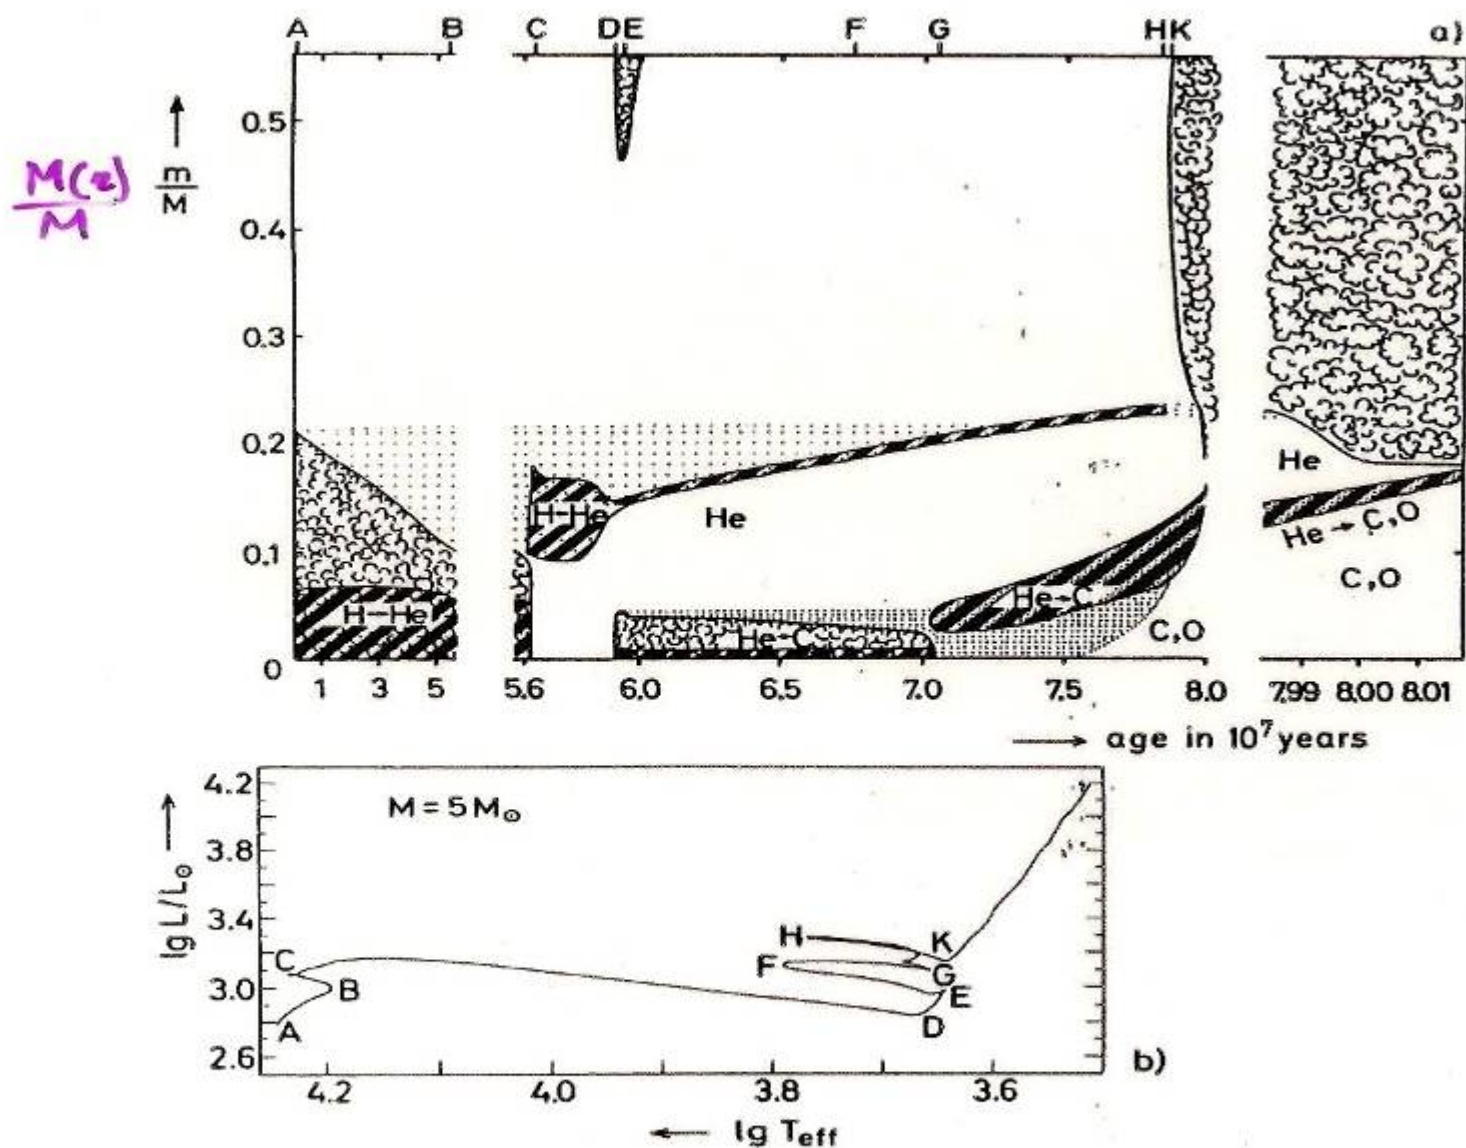 A B C D E F G H K a)
0.5
M(r)/M m/M
0.4
0.3
0.2
He
H→He He He→C,O
0.1
H→He He→C C,O
He→C C,O
0
1 3 5 5.6 6.0 6.5 7.0 7.5 8.0 7.99 8.00 8.01
→ age in 10⁷ years
4.2
M = 5 M☉
3.8
lg L/L☉ →
3.4
H K
C F G
3.0 B E
A D
2.6 b)
4.2 4.0 3.8 3.6
← lg Teff